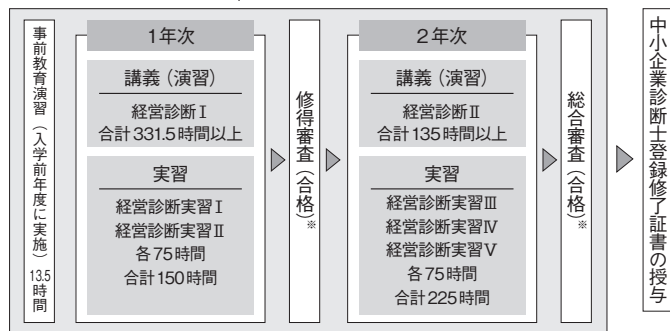 事前教育演習（入学前年度に実施）13.5時間
1年次
講義（演習）
経営診断Ⅰ
合計331.5時間以上
実習
経営診断実習Ⅰ
経営診断実習Ⅱ
各75時間
合計150時間
修得審査（合格）※
2年次
講義（演習）
経営診断Ⅱ
合計135時間以上
実習
経営診断実習Ⅲ
経営診断実習Ⅳ
経営診断実習Ⅴ
各75時間
合計225時間
総合審査（合格）※
中小企業診断士登録修了証書の授与